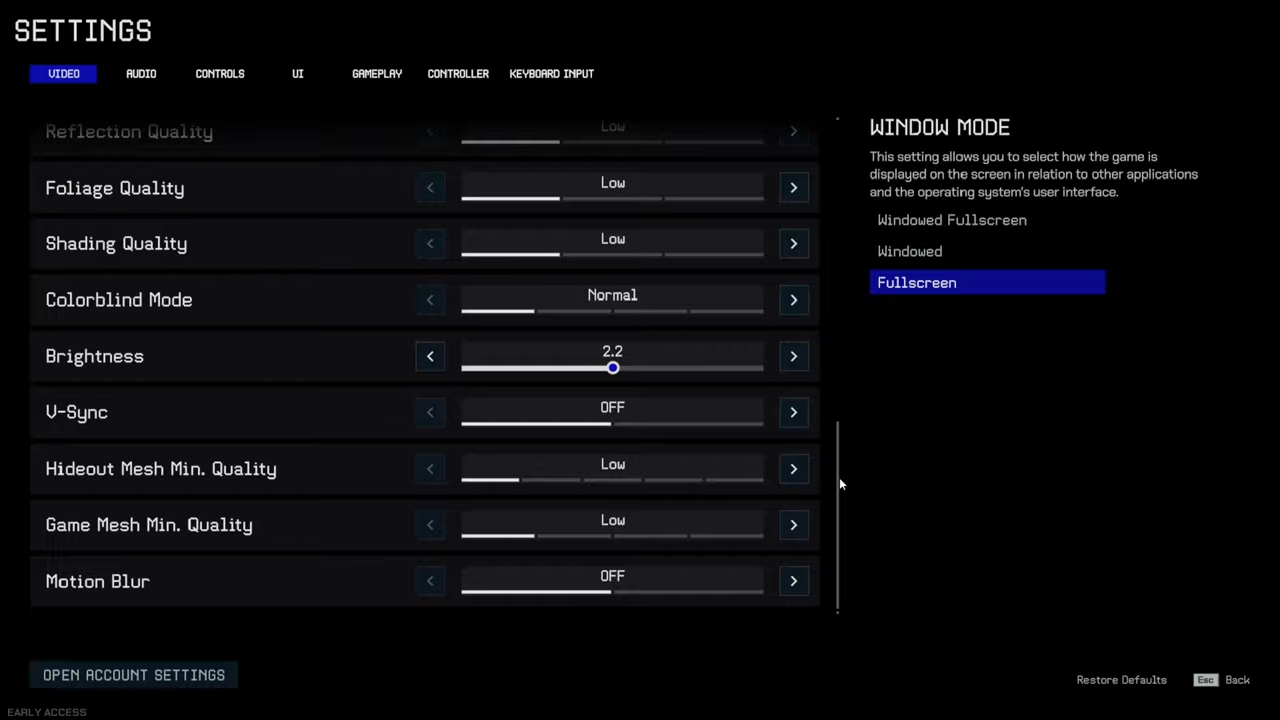 SETTINGS
VIDEO AUDIO CONTROLS UI GAMEPLAY CONTROLLER KEYBOARD INPUT
Reflection Quality Low
Foliage Quality Low
Shading Quality Low
Colorblind Mode Normal
Brightness 2.2
V-Sync OFF
Hideout Mesh Min. Quality Low
Game Mesh Min. Quality Low
Motion Blur OFF
WINDOW MODE
This setting allows you to select how the game is
displayed on the screen in relation to other applications
and the operating system's user interface.
Windowed Fullscreen
Windowed
Fullscreen
OPEN ACCOUNT SETTINGS
Restore Defaults Esc Back
EARLY ACCESS